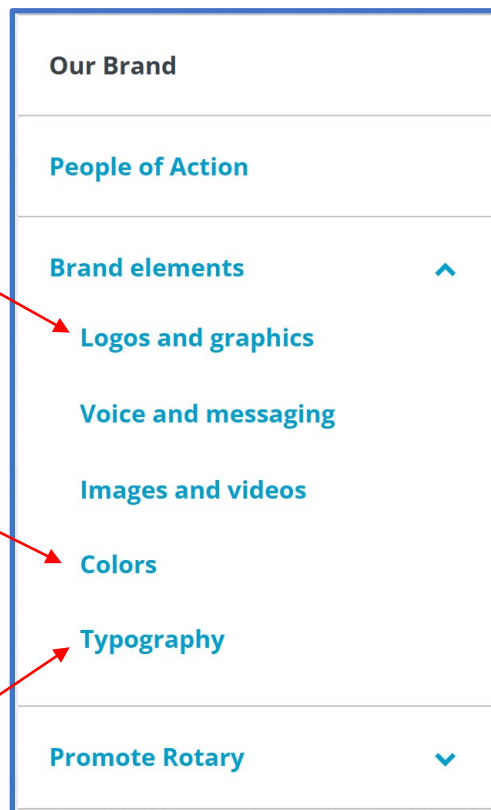 Our Brand
People of Action
Brand elements
Logos and graphics
Voice and messaging
Images and videos
Colors
Typography
Promote Rotary